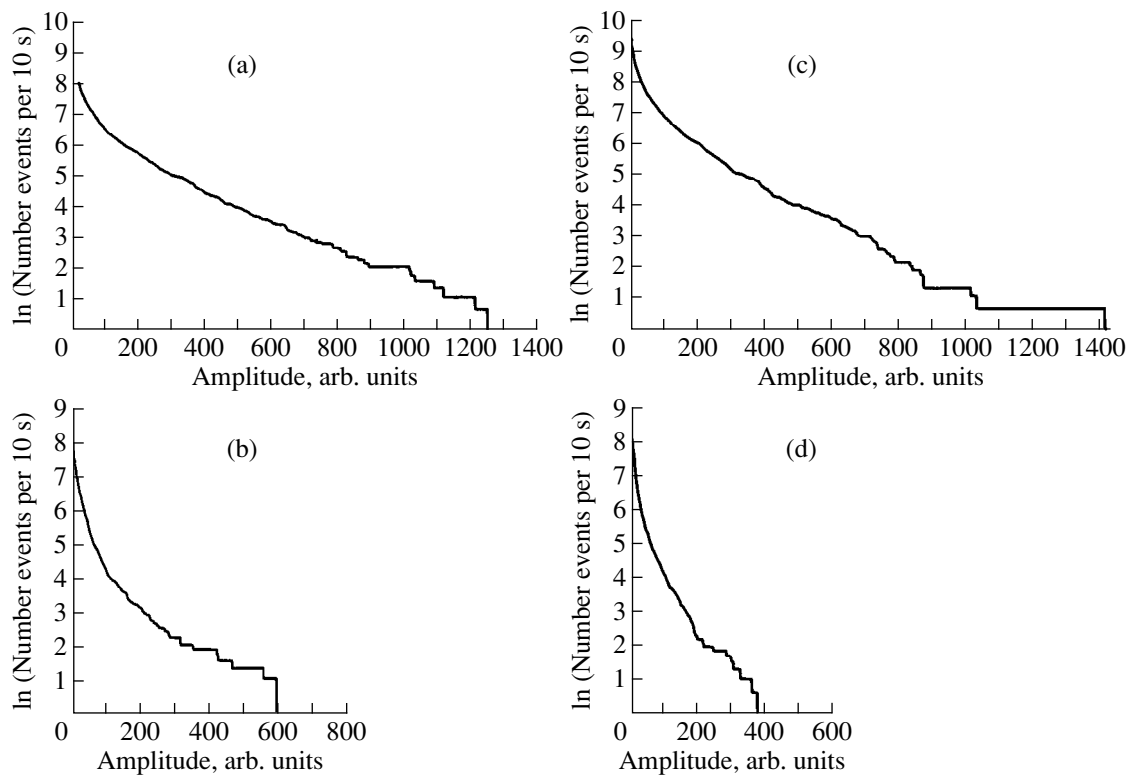 (a)
ln (Number events per 10 s)
10
9
8
7
6
5
4
3
2
1
0 200 400 600 800 1000 1200 1400
Amplitude, arb. units
(c)
ln (Number events per 10 s)
10
9
8
7
6
5
4
3
2
1
0 200 400 600 800 1000 1200 1400
Amplitude, arb. units
(b)
ln (Number events per 10 s)
9
8
7
6
5
4
3
2
1
0 200 400 600 800
Amplitude, arb. units
(d)
ln (Number events per 10 s)
9
8
7
6
5
4
3
2
1
0 200 400 600
Amplitude, arb. units